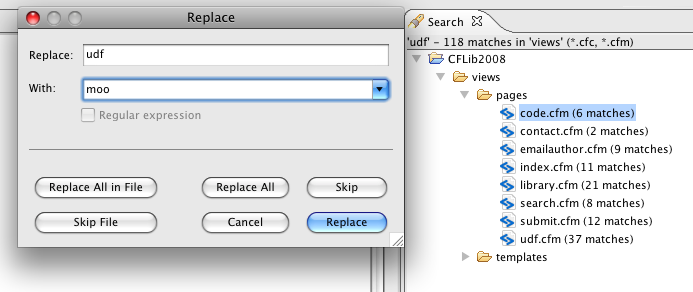 Replace
Replace:
udf
With:
moo
Regular expression
Replace All in File
Replace All
Skip
Skip File
Cancel
Replace
Search
'udf' - 118 matches in 'views' (*.cfc, *.cfm)
CFLib2008
views
pages
code.cfm (6 matches)
contact.cfm (2 matches)
emailauthor.cfm (9 matches)
index.cfm (11 matches)
library.cfm (21 matches)
search.cfm (8 matches)
submit.cfm (12 matches)
udf.cfm (37 matches)
templates